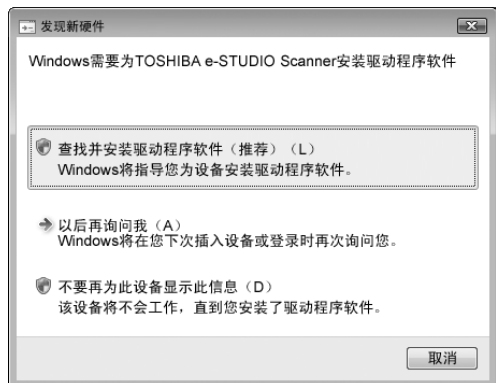 发现新硬件
Windows需要为TOSHIBA e-STUDIO Scanner安装驱动程序软件
查找并安装驱动程序软件（推荐）（L）
Windows将指导您为设备安装驱动程序软件。
以后再询问我（A）
Windows将在您下次插入设备或登录时再次询问您。
不要再为此设备显示此信息（D）
该设备将不会工作，直到您安装了驱动程序软件。
取消